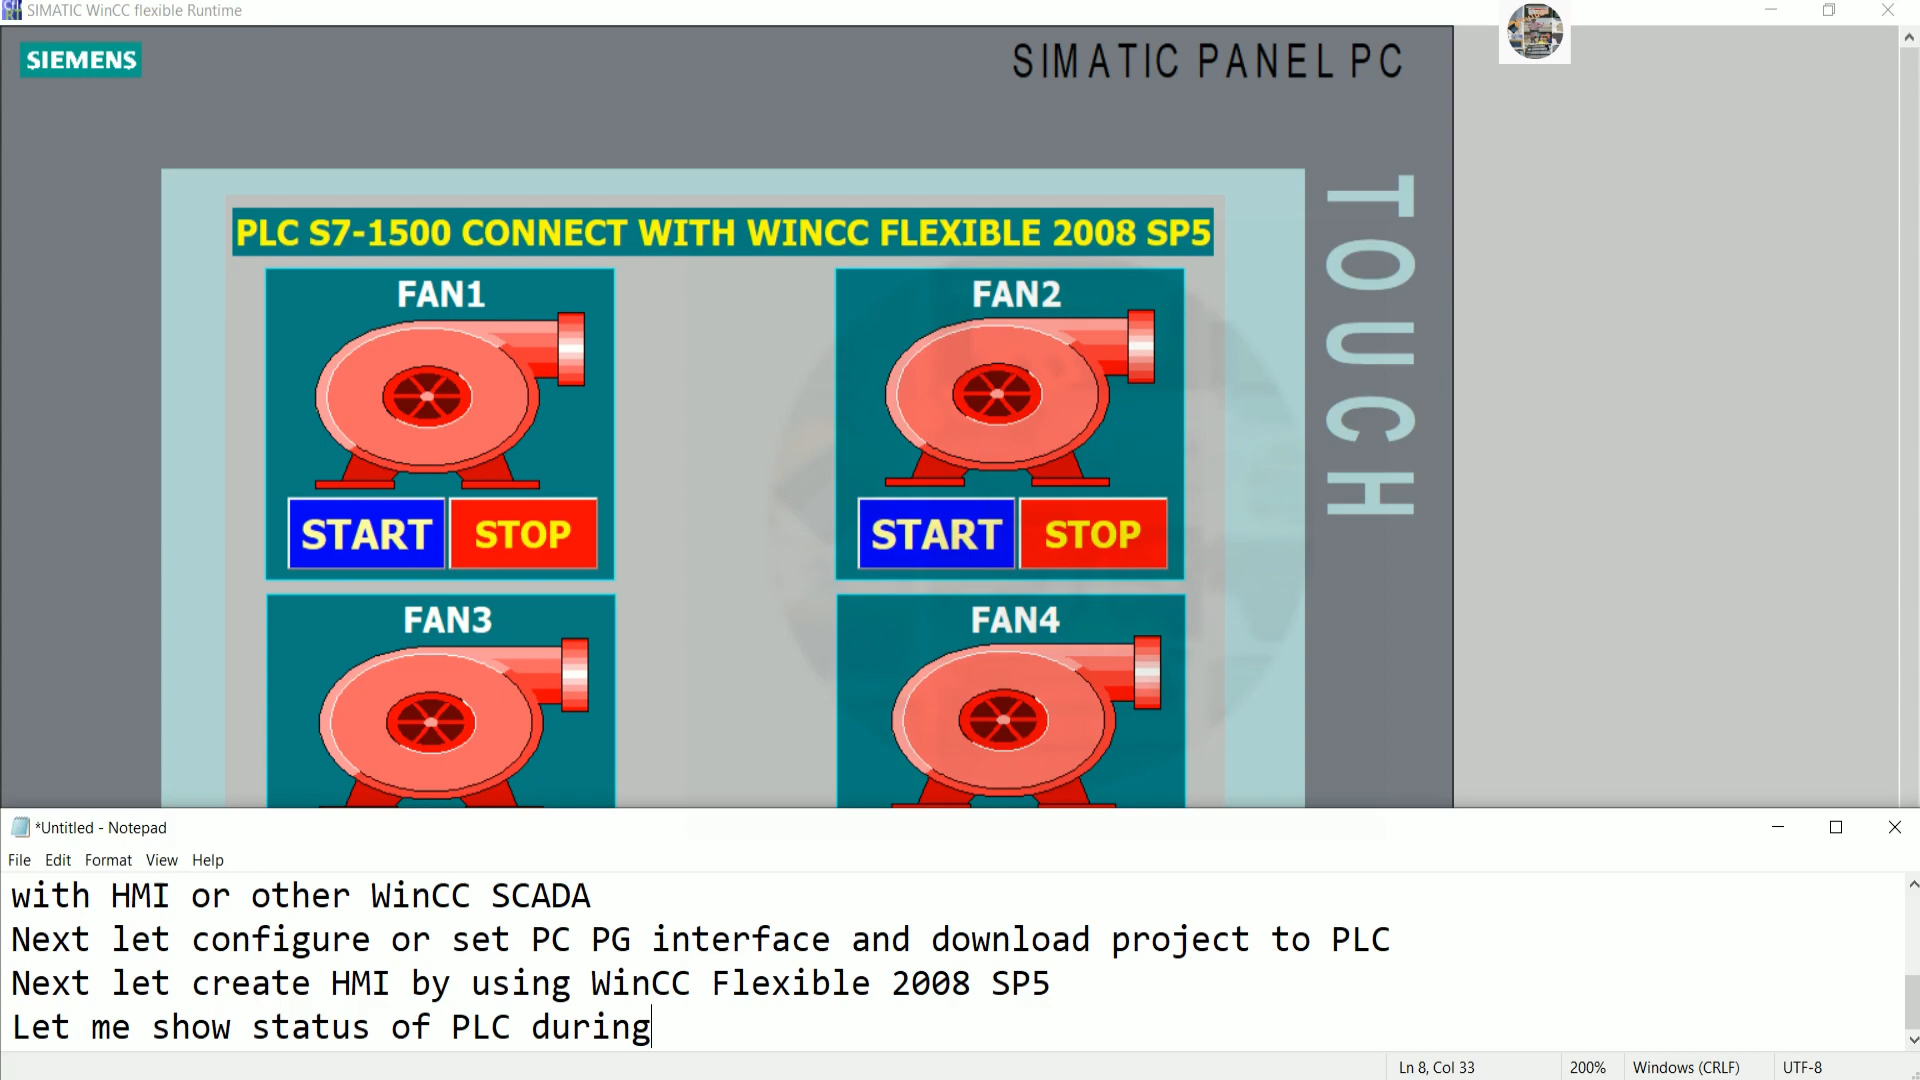 SIMATIC WinCC flexible Runtime
SIEMENS
SIMATIC PANEL PC
TOUCH
PLC S7-1500 CONNECT WITH WINCC FLEXIBLE 2008 SP5
FAN1
FAN2
START STOP
START STOP
FAN3
FAN4
*Untitled - Notepad
File Edit Format View Help
with HMI or other WinCC SCADA
Next let configure or set PC PG interface and download project to PLC
Next let create HMI by using WinCC Flexible 2008 SP5
Let me show status of PLC during
Ln 8, Col 33 200% Windows (CRLF) UTF-8